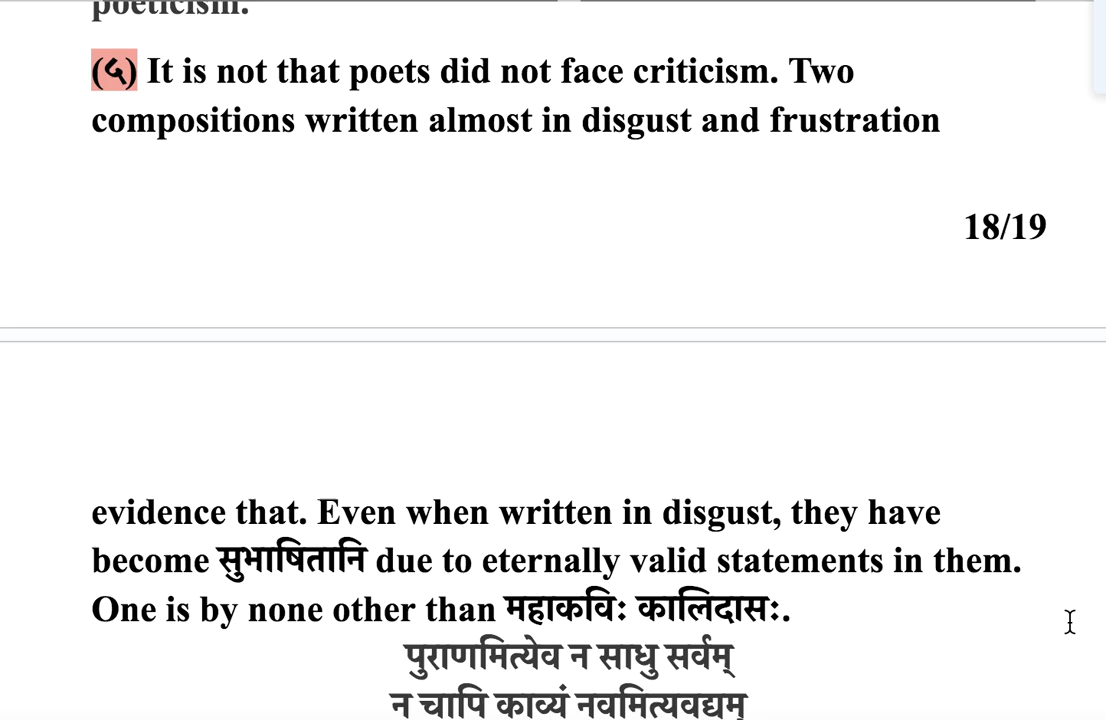 poeticism.
(५) It is not that poets did not face criticism. Two
compositions written almost in disgust and frustration
18/19
evidence that. Even when written in disgust, they have
become सुभाषितानि due to eternally valid statements in them.
One is by none other than महाकविः कालिदासः.
पुराणमित्येव न साधु सर्वम्
न चापि काव्यं नवमित्यवद्यम्